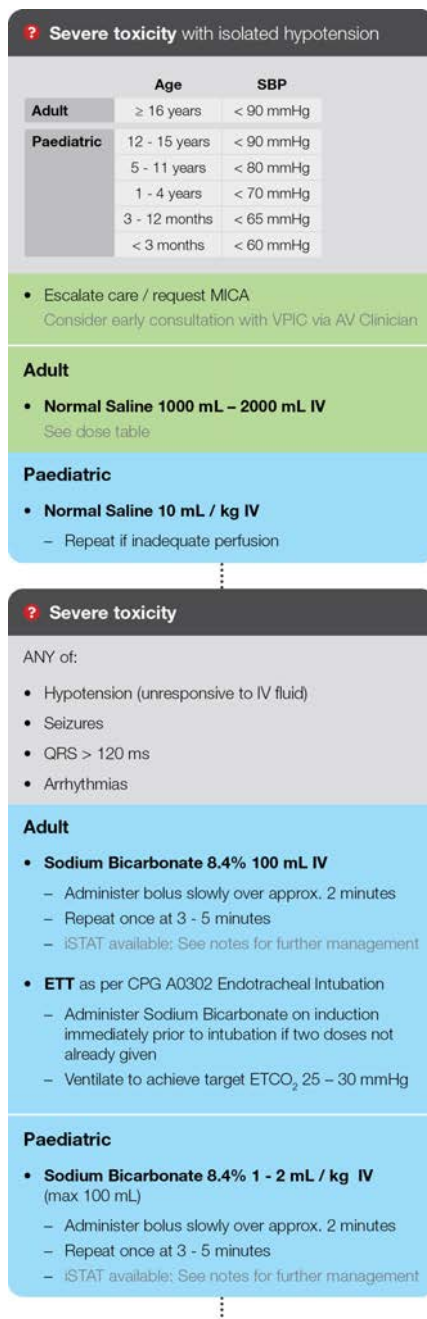 ? Severe toxicity with isolated hypotension
Age SBP
Adult ≥ 16 years < 90 mmHg
Paediatric 12 - 15 years < 90 mmHg
5 - 11 years < 80 mmHg
1 - 4 years < 70 mmHg
3 - 12 months < 65 mmHg
< 3 months < 60 mmHg
• Escalate care / request MICA
Consider early consultation with VPIC via AV Clinician
Adult
• Normal Saline 1000 mL – 2000 mL IV
See dose table
Paediatric
• Normal Saline 10 mL / kg IV
– Repeat if inadequate perfusion
? Severe toxicity
ANY of:
• Hypotension (unresponsive to IV fluid)
• Seizures
• QRS > 120 ms
• Arrhythmias
Adult
• Sodium Bicarbonate 8.4% 100 mL IV
– Administer bolus slowly over approx. 2 minutes
– Repeat once at 3 - 5 minutes
– iSTAT available: See notes for further management
• ETT as per CPG A0302 Endotracheal Intubation
– Administer Sodium Bicarbonate on induction
immediately prior to intubation if two doses not
already given
– Ventilate to achieve target ETCO₂ 25 – 30 mmHg
Paediatric
• Sodium Bicarbonate 8.4% 1 - 2 mL / kg IV
(max 100 mL)
– Administer bolus slowly over approx. 2 minutes
– Repeat once at 3 - 5 minutes
– iSTAT available: See notes for further management